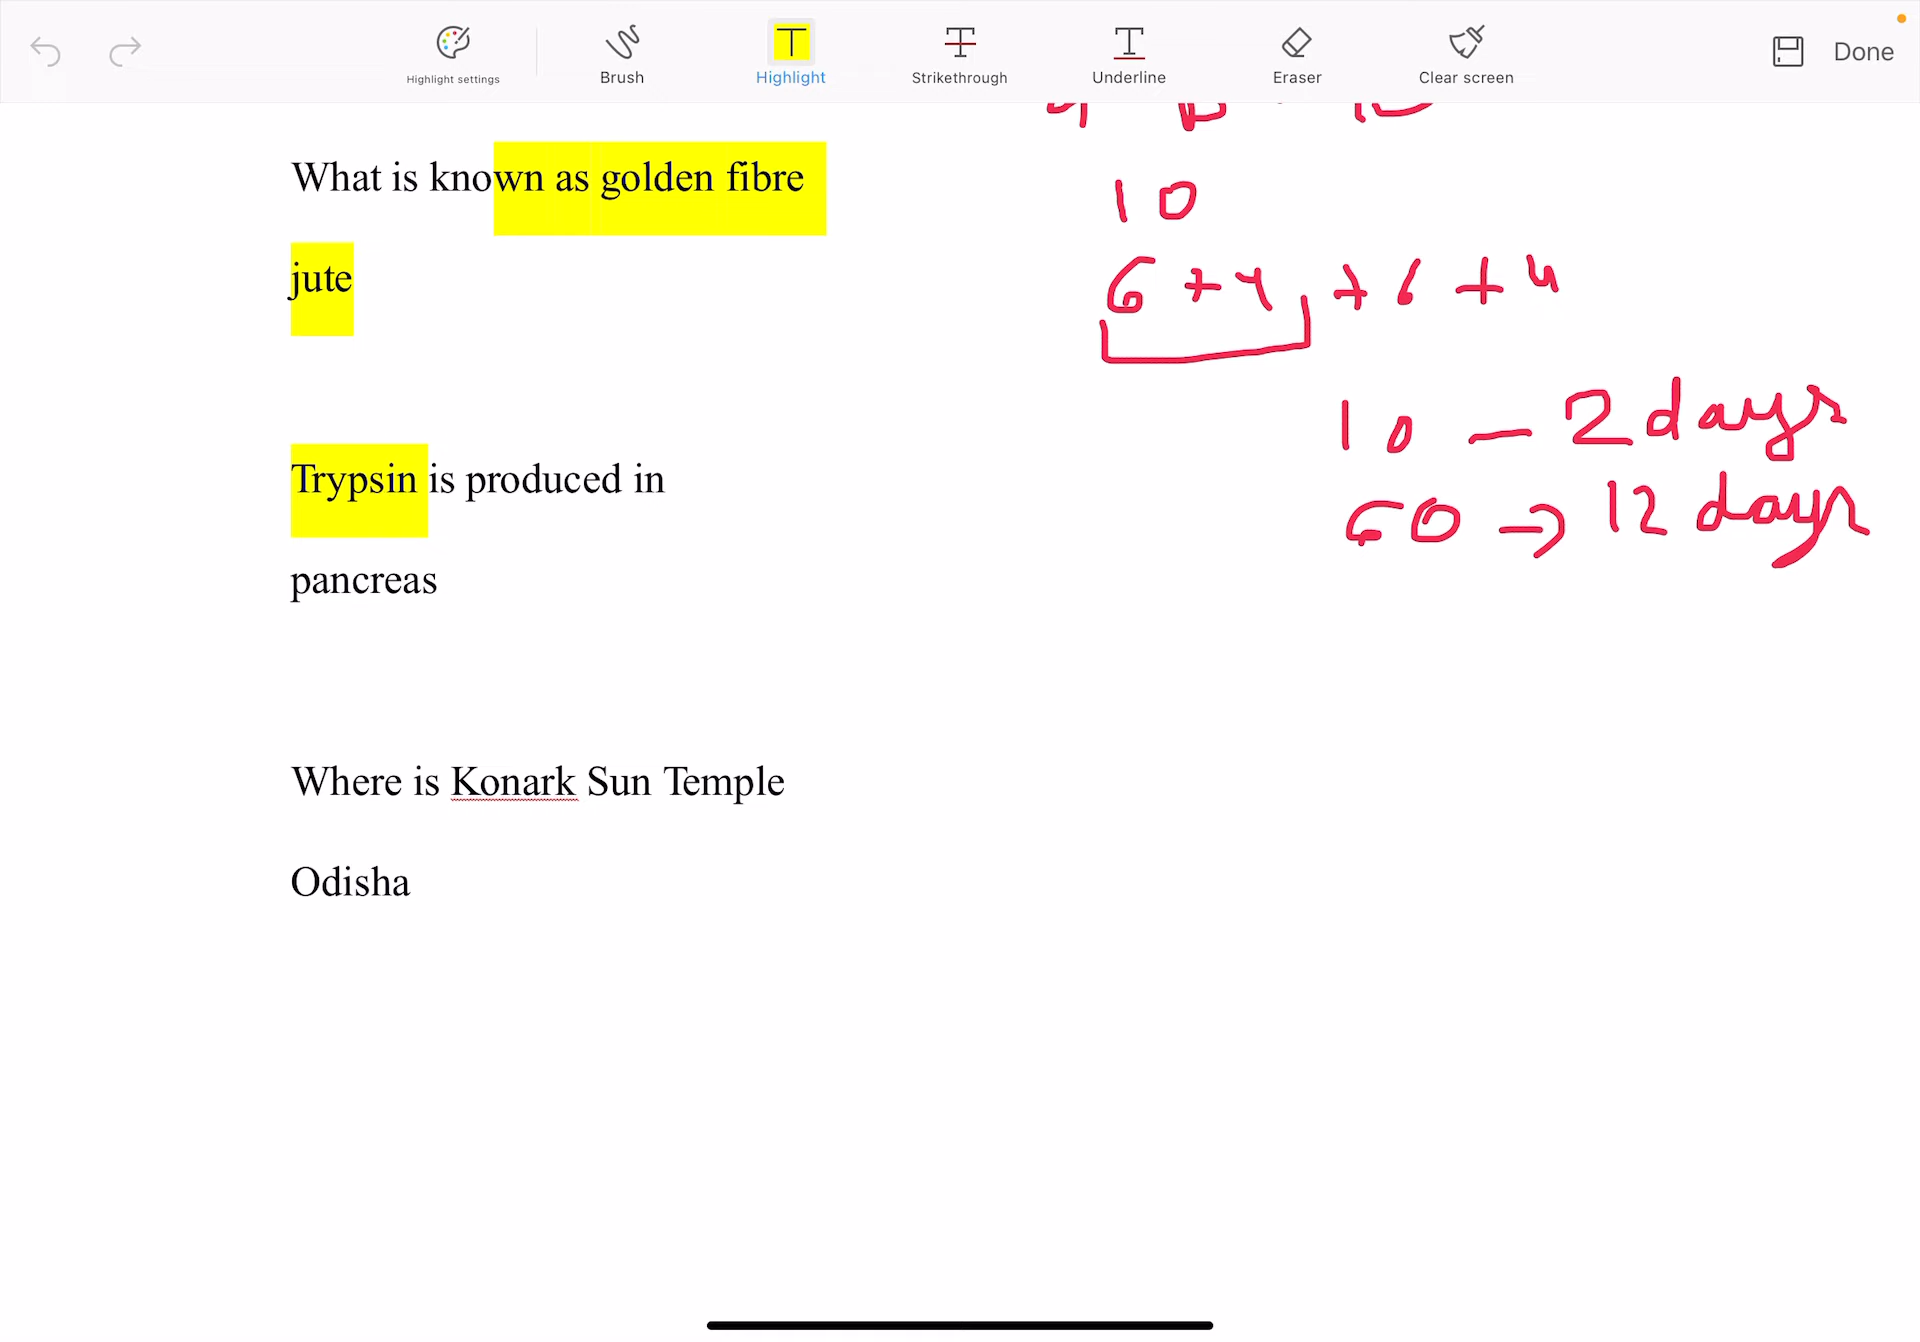 Highlight settings
Brush
Highlight
Strikethrough
Underline
Eraser
Clear screen
Done
What is known as golden fibre
jute
Trypsin is produced in
pancreas
Where is Konark Sun Temple
Odisha
10
6 + 4 + 6 + 4
10 — 2 days
60 → 12 days